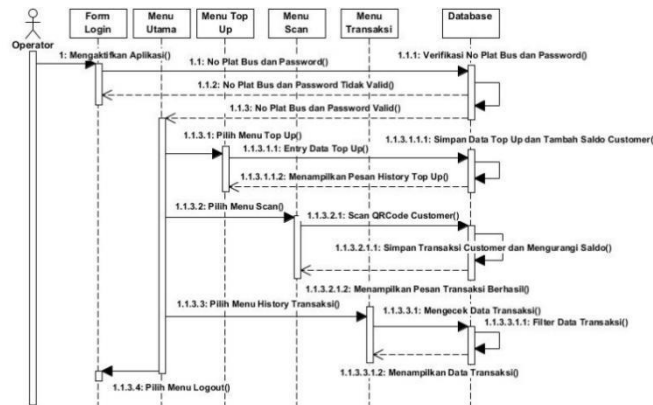 Form
Login
Menu
Utama
Menu Top
Up
Menu
Scan
Menu
Transaksi
Database
Operator
1: Mengaktifkan Aplikasi()
1.1: No Plat Bus dan Password()
1.1.1: Verifikasi No Plat Bus dan Password()
1.1.2: No Plat Bus dan Password Tidak Valid()
1.1.3: No Plat Bus dan Password Valid()
1.1.3.1: Pilih Menu Top Up()
1.1.3.1.1: Entry Data Top Up()
1.1.3.1.1.1: Simpan Data Top Up dan Tambah Saldo Customer()
1.1.3.1.1.2: Menampilkan Pesan History Top Up()
1.1.3.2: Pilih Menu Scan()
1.1.3.2.1: Scan QRCode Customer()
1.1.3.2.1.1: Simpan Transaksi Customer dan Mengurangi Saldo()
1.1.3.2.1.2: Menampilkan Pesan Transaksi Berhasil()
1.1.3.3: Pilih Menu History Transaksi()
1.1.3.3.1: Mengecek Data Transaksi()
1.1.3.3.1.1: Filter Data Transaksi()
1.1.3.3.1.2: Menampilkan Data Transaksi()
1.1.3.4: Pilih Menu Logout()